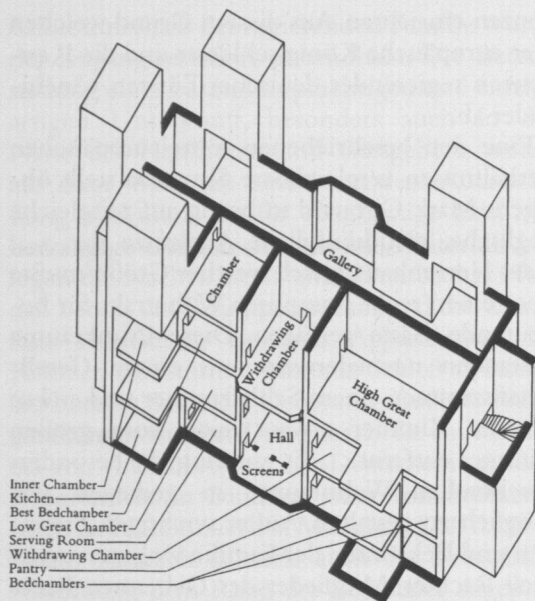 Gallery
Chamber
Withdrawing
Chamber
High Great
Chambet
Hall
Screens
Inner Chamber
Kitchen
Best Bedchamber
Low Great Chamber
Serving Room
Withdrawing Chamber
Pantry
Bedchambers